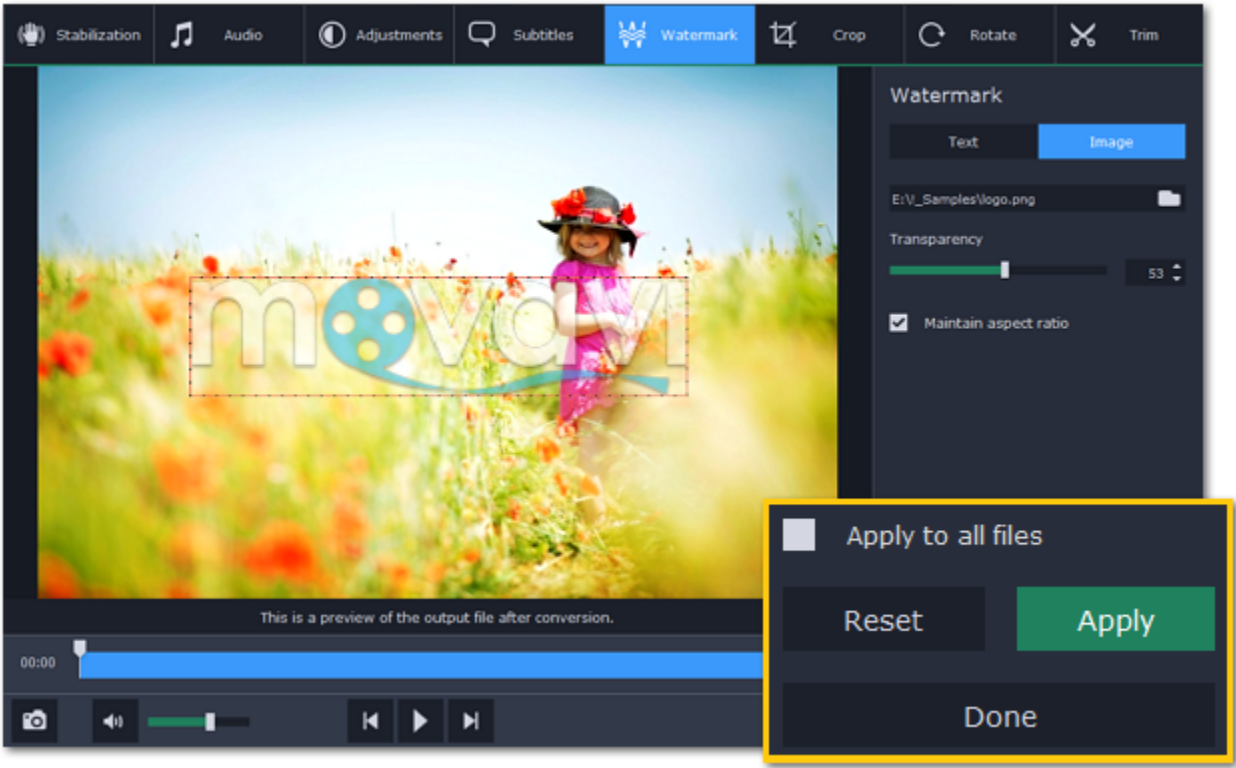 Stabilization
Audio
Adjustments
Subtitles
Watermark
Crop
Rotate
Trim
Watermark
Text
Image
E:\I_Samples\logo.png
Transparency
53
Maintain aspect ratio
movavi
Apply to all files
Reset
Apply
Done
This is a preview of the output file after conversion.
00:00